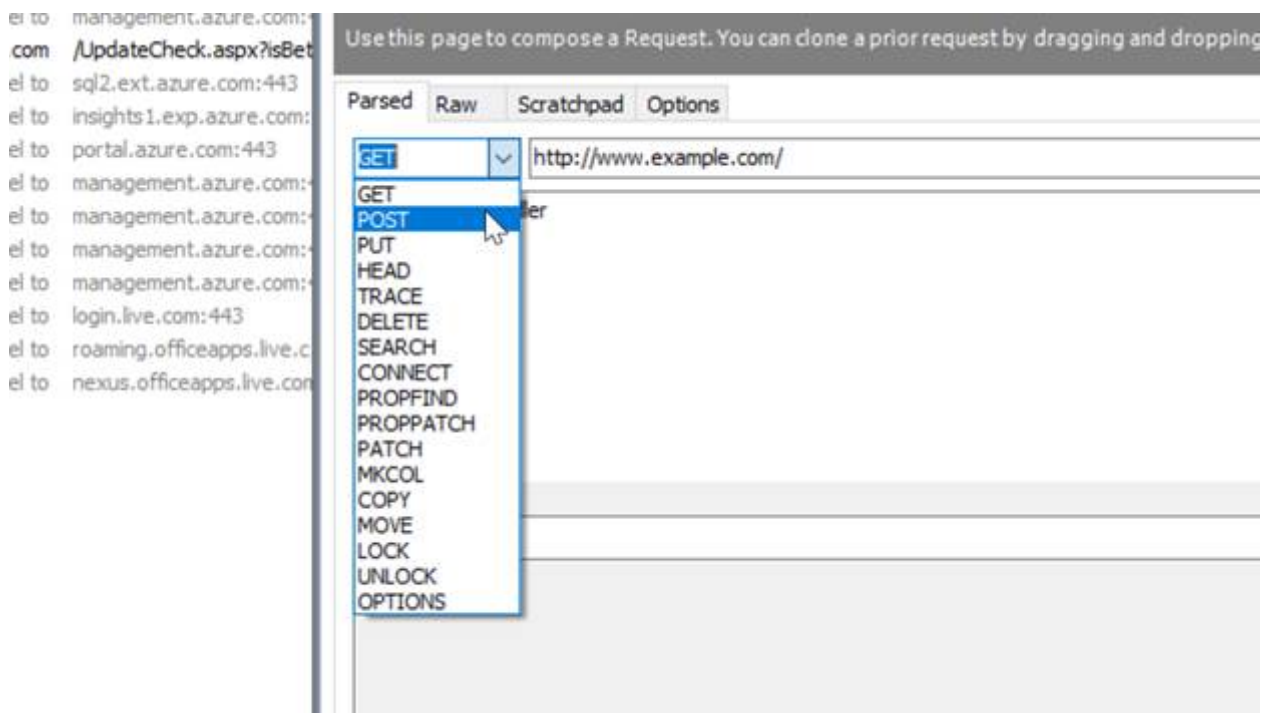 el to management.azure.com:
.com /UpdateCheck.aspx?isBet
el to sql2.ext.azure.com:443
el to insights1.exp.azure.com:
el to portal.azure.com:443
el to management.azure.com:
el to management.azure.com:
el to management.azure.com:
el to management.azure.com:
el to login.live.com:443
el to roaming.officeapps.live.c
el to nexus.officeapps.live.con
Use this page to compose a Request. You can clone a prior request by dragging and dropping
Parsed Raw Scratchpad Options
GET http://www.example.com/
GET
POST
PUT
HEAD
TRACE
DELETE
SEARCH
CONNECT
PROPFIND
PROPPATCH
PATCH
MKCOL
COPY
MOVE
LOCK
UNLOCK
OPTIONS